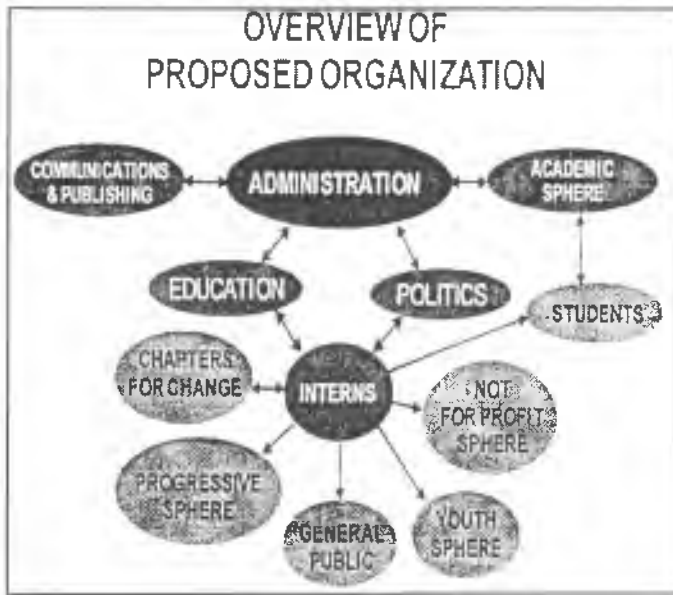 OVERVIEW OF
PROPOSED ORGANIZATION
COMMUNICATIONS
& PUBLISHING
ADMINISTRATION
ACADEMIC
SPHERE
EDUCATION
POLITICS
STUDENTS
CHAPTERS
FOR CHANGE
INTERNS
NOT
FOR PROFIT
SPHERE
PROGRESSIVE
SPHERE
GENERAL
PUBLIC
YOUTH
SPHERE